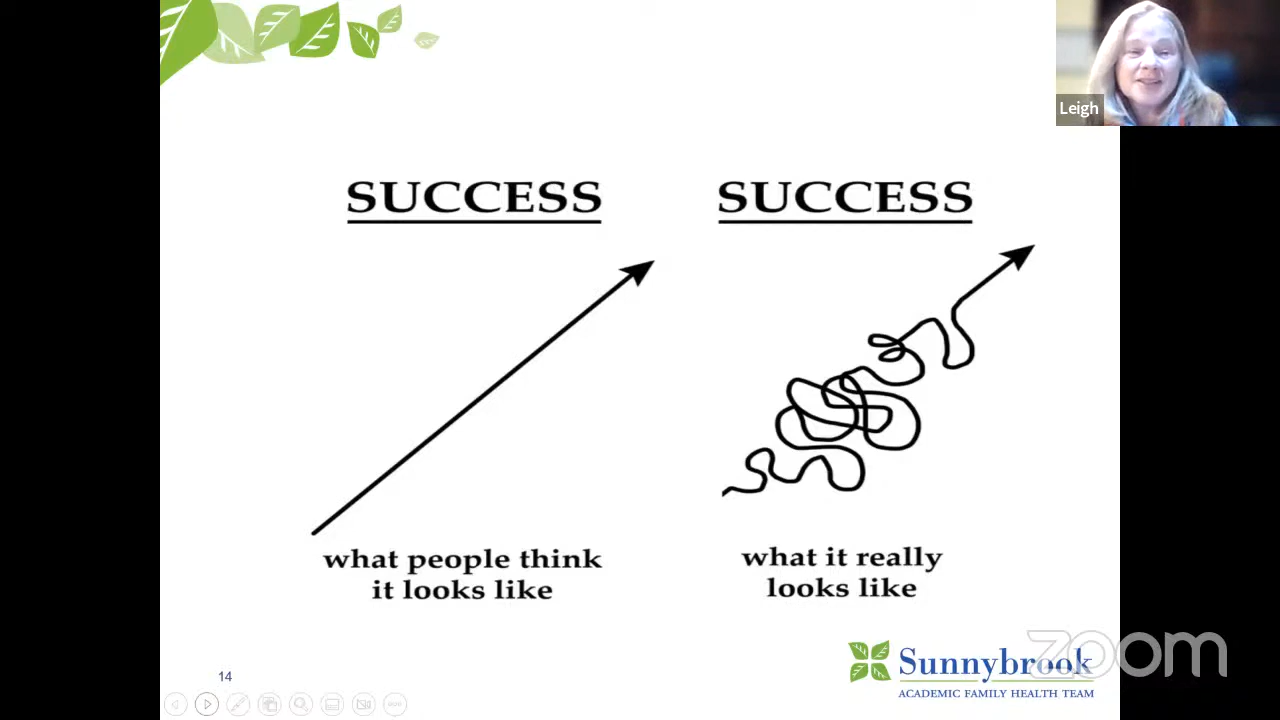 Leigh
SUCCESS
SUCCESS
what people think
it looks like
what it really
looks like
14
Sunnybrook
ACADEMIC FAMILY HEALTH TEAM
zoom